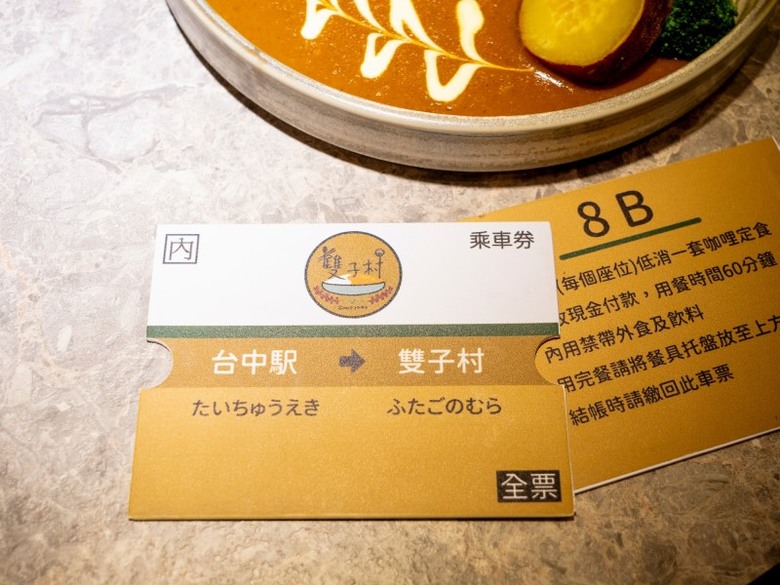 內
雙子村
乘車券
台中駅 → 雙子村
たいちゅうえき ふたごのむら
全票
8B
(每個座位)低消一套咖哩定食
收現金付款，用餐時間60分鐘
內用禁帶外食及飲料
用完餐請將餐具托盤放至上方
結帳時請繳回此車票